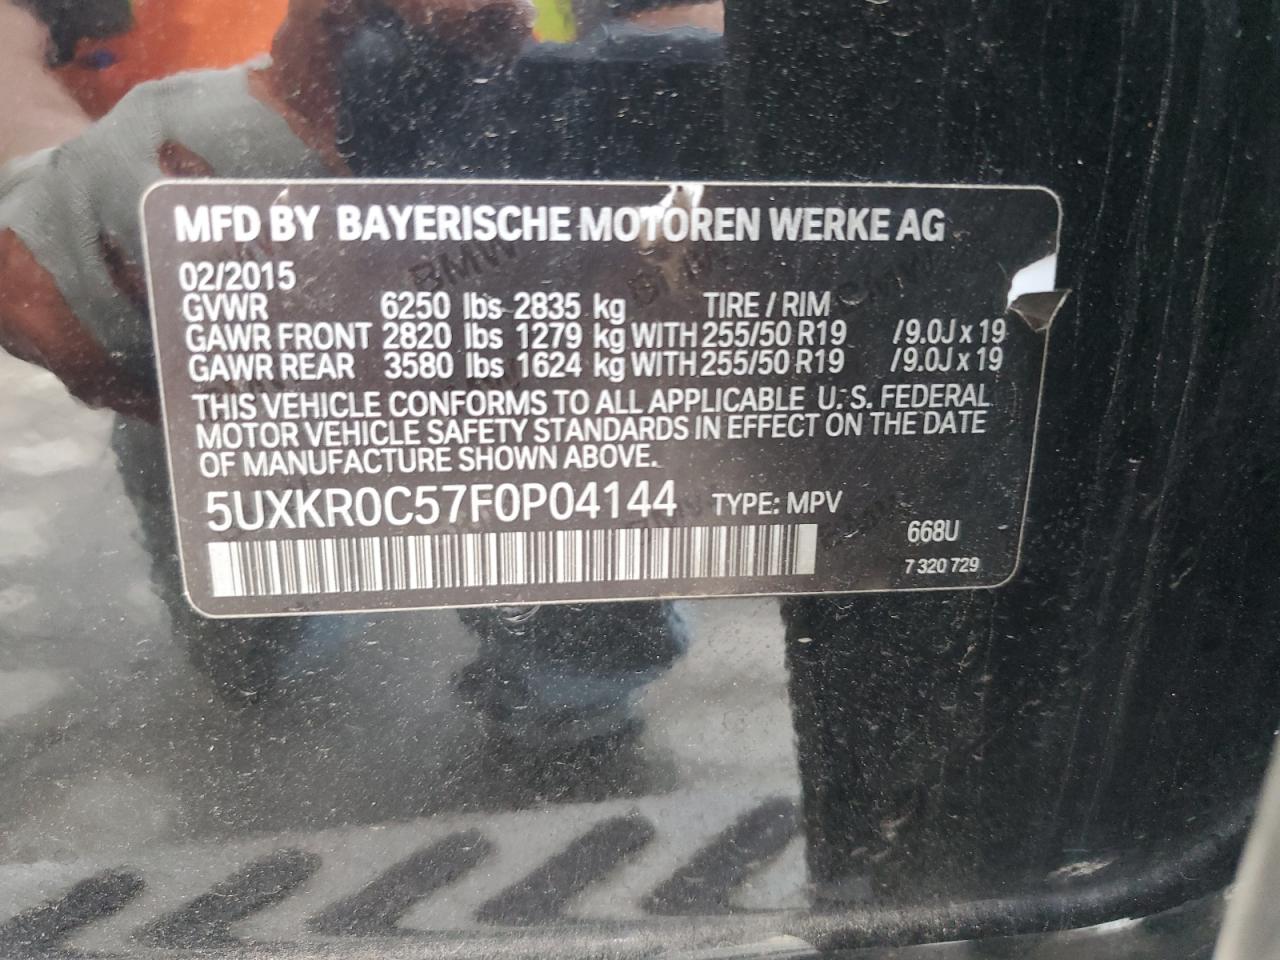 MFD BY BAYERISCHE MOTOREN WERKE AG
02/2015
GVWR 6250 lbs 2835 kg TIRE / RIM
GAWR FRONT 2820 lbs 1279 kg WITH 255/50 R19 /9.0J x 19
GAWR REAR 3580 lbs 1624 kg WITH 255/50 R19 /9.0J x 19
THIS VEHICLE CONFORMS TO ALL APPLICABLE U.S. FEDERAL
MOTOR VEHICLE SAFETY STANDARDS IN EFFECT ON THE DATE
OF MANUFACTURE SHOWN ABOVE.
5UXKR0C57F0P04144 TYPE: MPV
668U
7 320 729